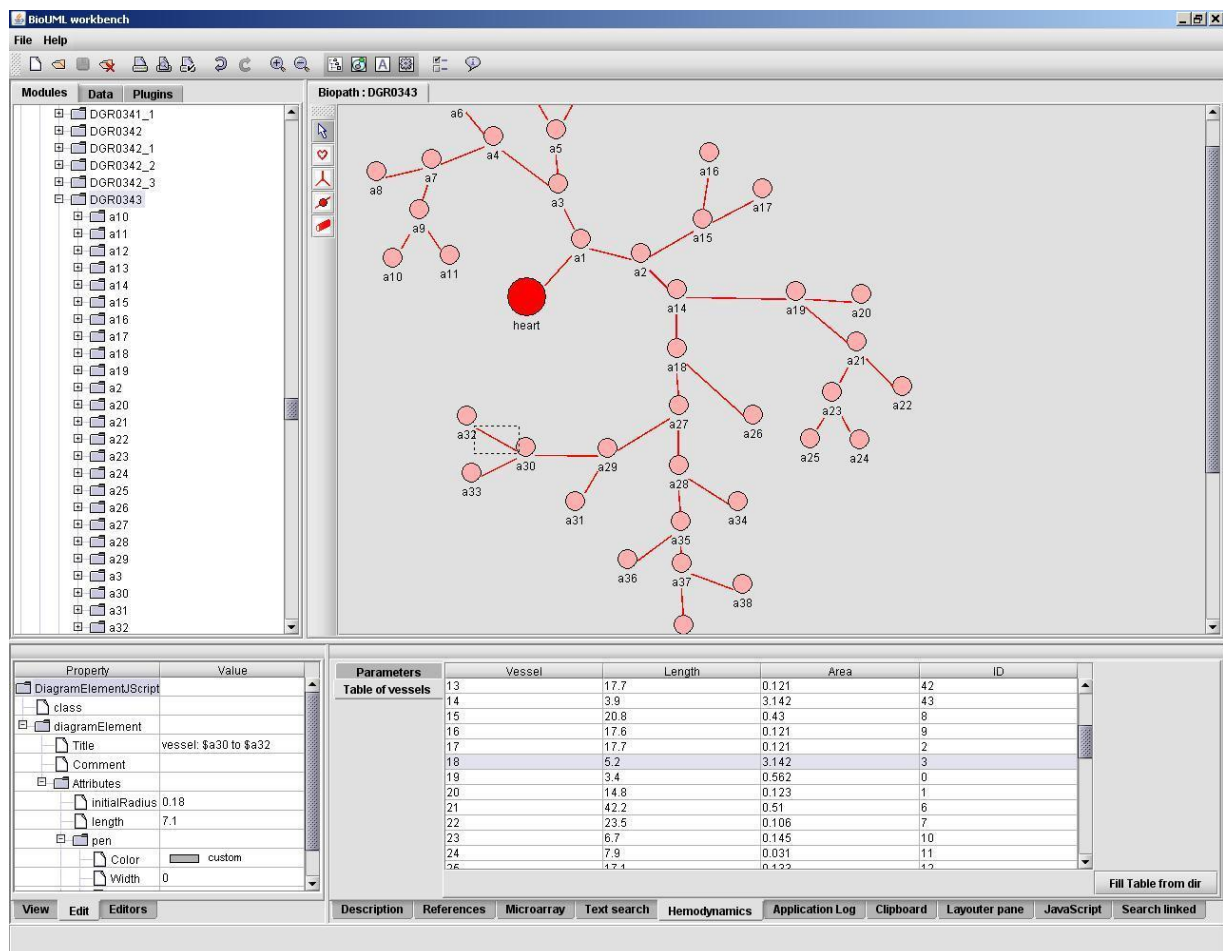 BioUML workbench
File Help
Modules Data Plugins
DGR0341_1
DGR0342
DGR0342_1
DGR0342_2
DGR0342_3
DGR0343
a10
a11
a12
a13
a14
a15
a16
a17
a18
a19
a2
a20
a21
a22
a23
a24
a25
a26
a27
a28
a29
a3
a30
a31
a32
Biopath : DGR0343
A
a6
a4
a5
a16
a8
a7
a3
a17
a9
a15
a10
a11
a1
a2
heart
a14
a19
a20
a18
a21
a23
a22
a27
a26
a32
a30
a29
a25
a24
a33
a28
a31
a34
a35
a36
a37
a38
Property Value
DiagramElementJScript
class
diagramElement
Title vessel: $a30 to $a32
Comment
Attributes
initialRadius 0.18
length 7.1
pen
Color custom
Width 0
View Edit Editors
Parameters
Table of vessels
Vessel Length Area ID
13 17.7 0.121 42
14 3.9 3.142 43
15 20.8 0.43 8
16 17.6 0.121 9
17 17.7 0.121 2
18 5.2 3.142 3
19 3.4 0.562 0
20 14.8 0.123 1
21 42.2 0.51 6
22 23.5 0.106 7
23 6.7 0.145 10
24 7.9 0.031 11
17.1 0.133 12
Fill Table from dir
Description References Microarray Text search Hemodynamics Application Log Clipboard Layouter pane JavaScript Search linked